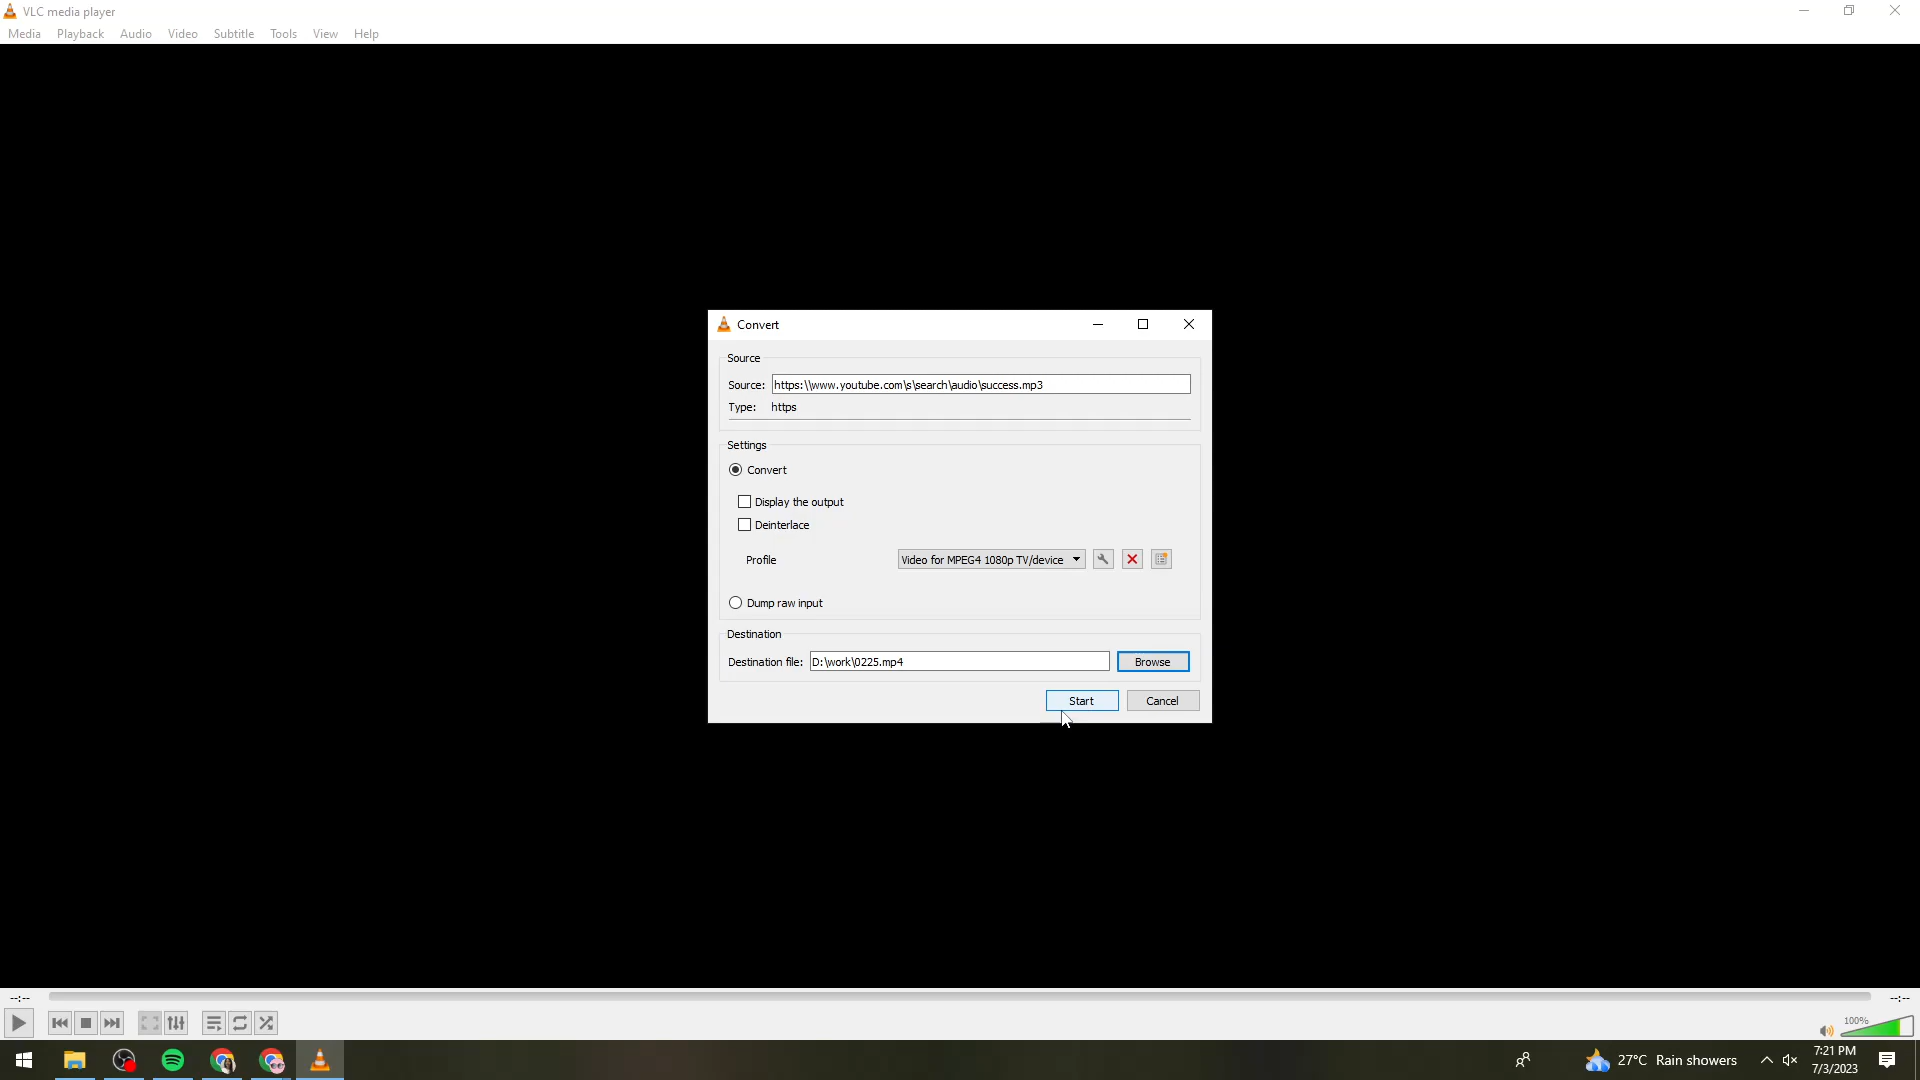 VLC media player
Media Playback Audio Video Subtitle Tools View Help
Convert
Source
Source: https:\\www.youtube.com\s\search\audio\success.mp3
Type: https
Settings
Convert
Display the output
Deinterlace
Profile Video for MPEG4 1080p TV/device
Dump raw input
Destination
Destination file: D:\work\0225.mp4 Browse
Start Cancel
--:-- --:--
100%
27°C Rain showers 7:21 PM
7/3/2023